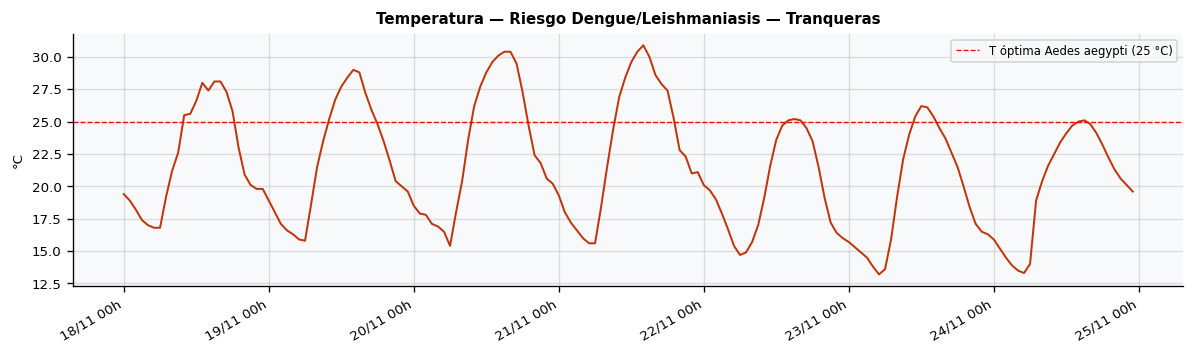 Temperatura — Riesgo Dengue/Leishmaniasis — Tranqueras
T óptima Aedes aegypti (25 °C)
°C
30.0
27.5
25.0
22.5
20.0
17.5
15.0
12.5
18/11 00h
19/11 00h
20/11 00h
21/11 00h
22/11 00h
23/11 00h
24/11 00h
25/11 00h